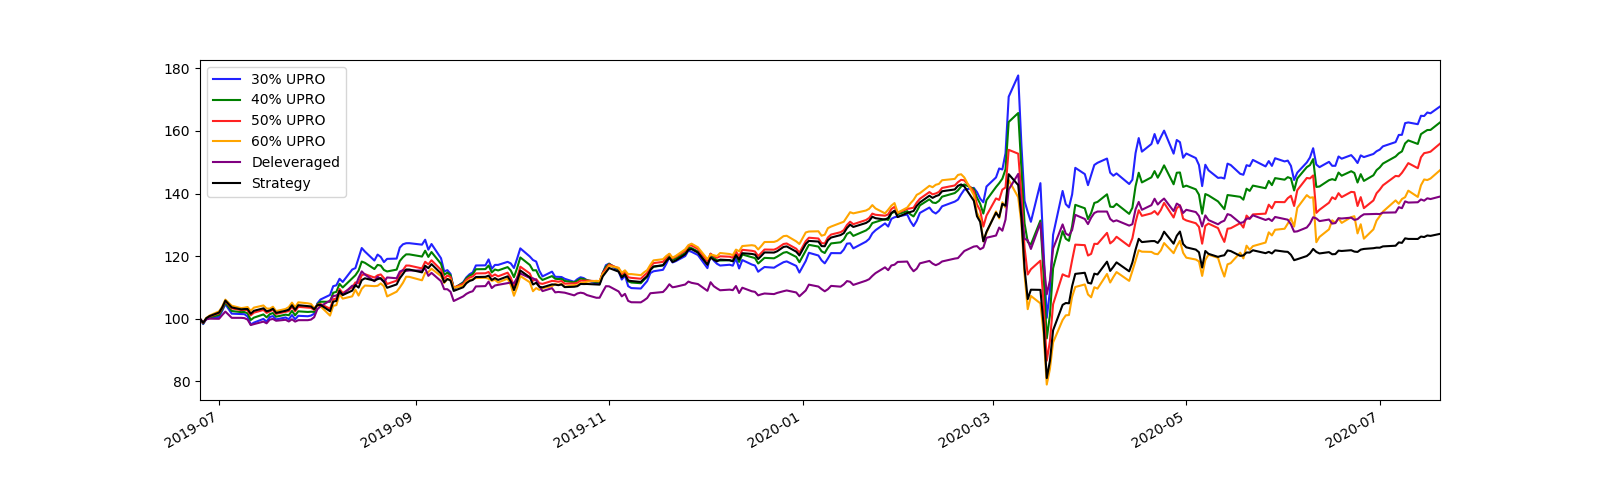 180
160
140
120
100
80
30% UPRO
40% UPRO
50% UPRO
60% UPRO
Deleveraged
Strategy
2019-07
2019-09
2019-11
2020-01
2020-03
2020-05
2020-07